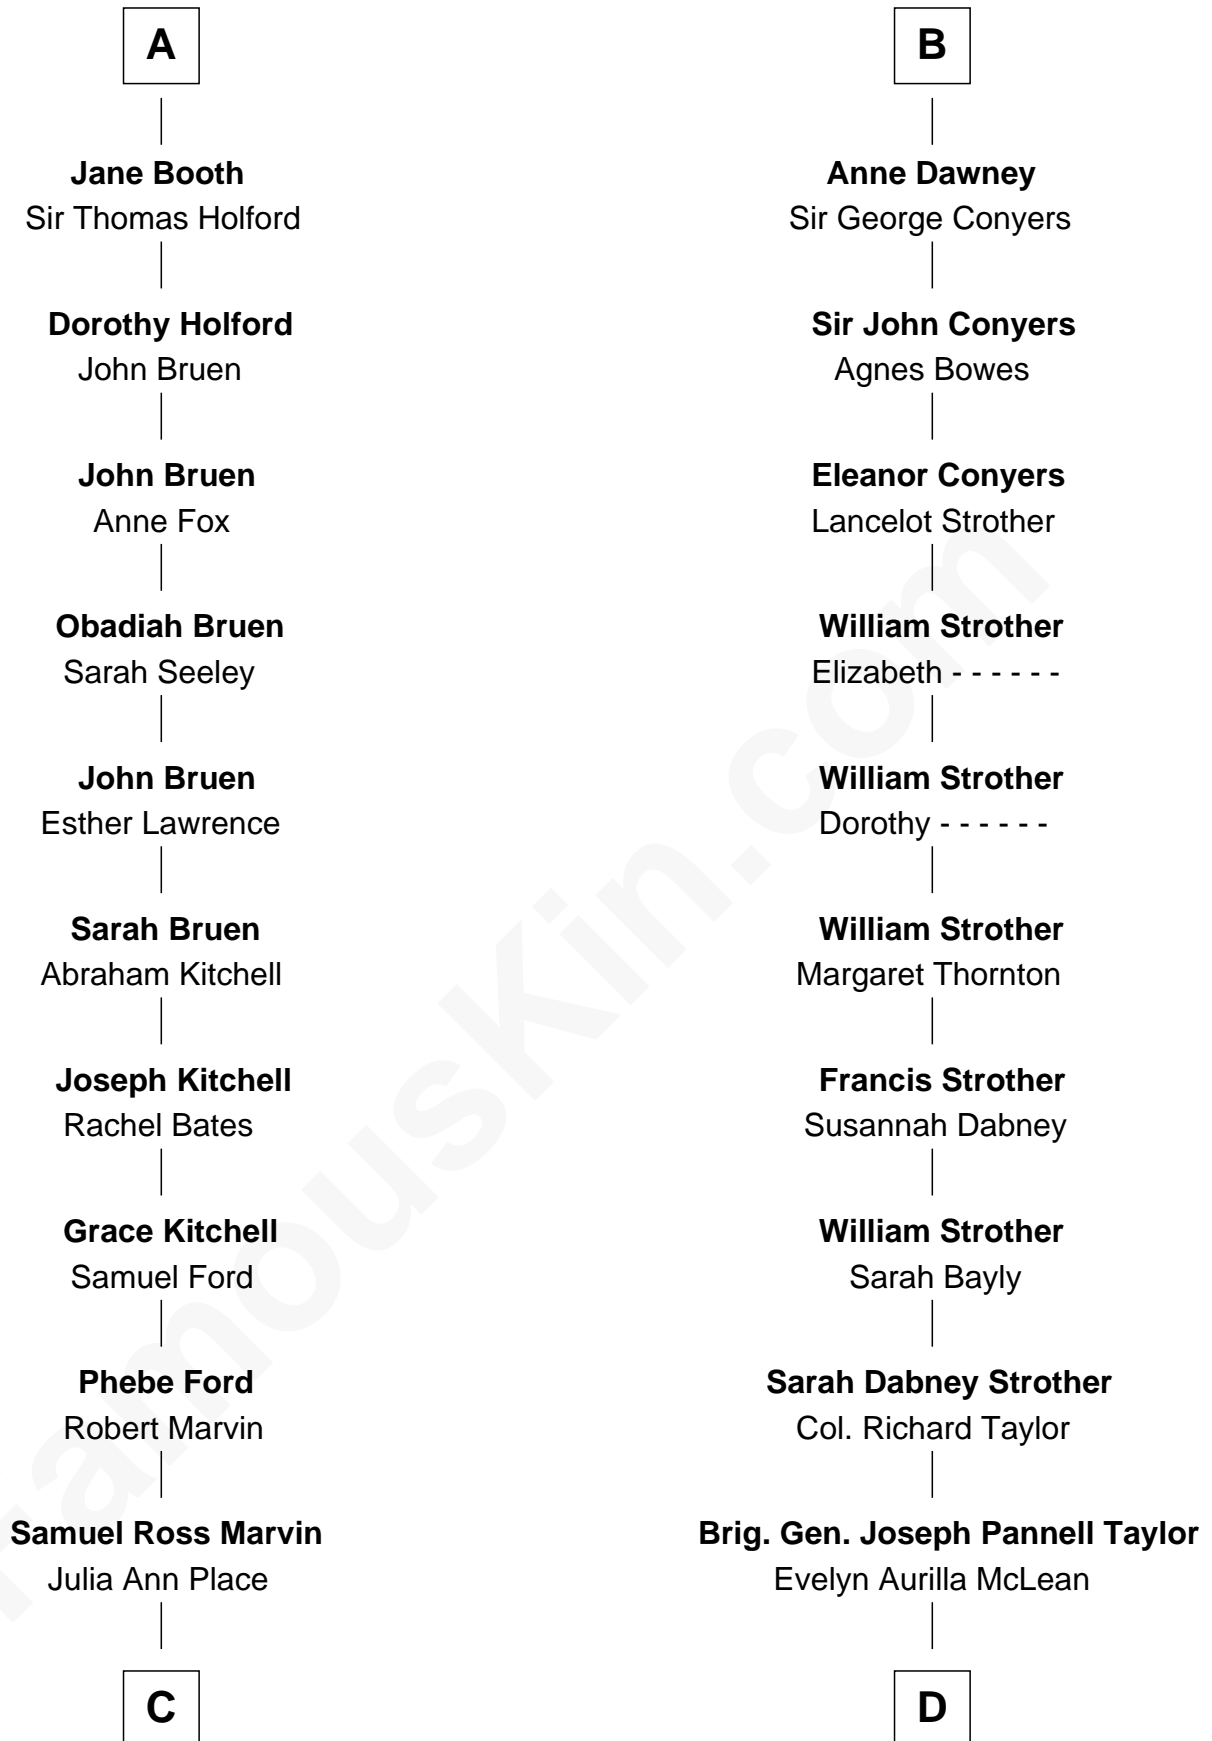 A
Jane Booth
Sir Thomas Holford
Dorothy Holford
John Bruen
John Bruen
Anne Fox
Obadiah Bruen
Sarah Seeley
John Bruen
Esther Lawrence
Sarah Bruen
Abraham Kitchell
Joseph Kitchell
Rachel Bates
Grace Kitchell
Samuel Ford
Phebe Ford
Robert Marvin
Samuel Ross Marvin
Julia Ann Place
C
B
Anne Dawney
Sir George Conyers
Sir John Conyers
Agnes Bowes
Eleanor Conyers
Lancelot Strother
William Strother
Elizabeth - - - - - -
William Strother
Dorothy - - - - - -
William Strother
Margaret Thornton
Francis Strother
Susannah Dabney
William Strother
Sarah Bayly
Sarah Dabney Strother
Col. Richard Taylor
Brig. Gen. Joseph Pannell Taylor
Evelyn Aurilla McLean
D
FamousKin.com